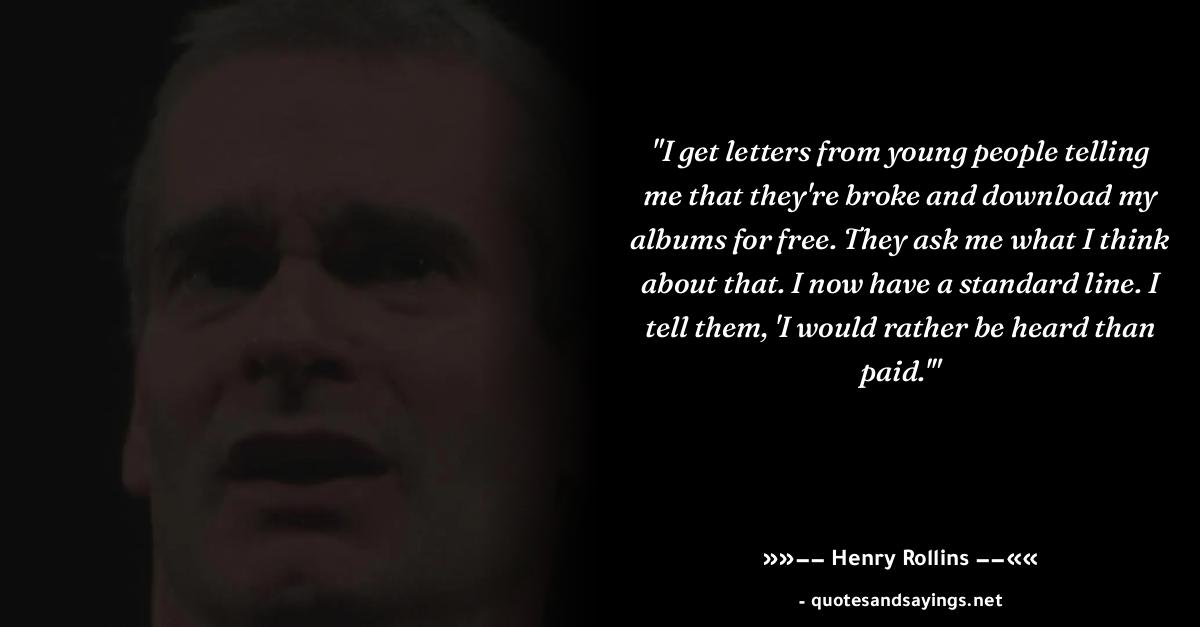 "I get letters from young people telling
me that they're broke and download my
albums for free. They ask me what I think
about that. I now have a standard line. I
tell them, 'I would rather be heard than
paid.'"
»»–– Henry Rollins ––««
- quotesandsayings.net